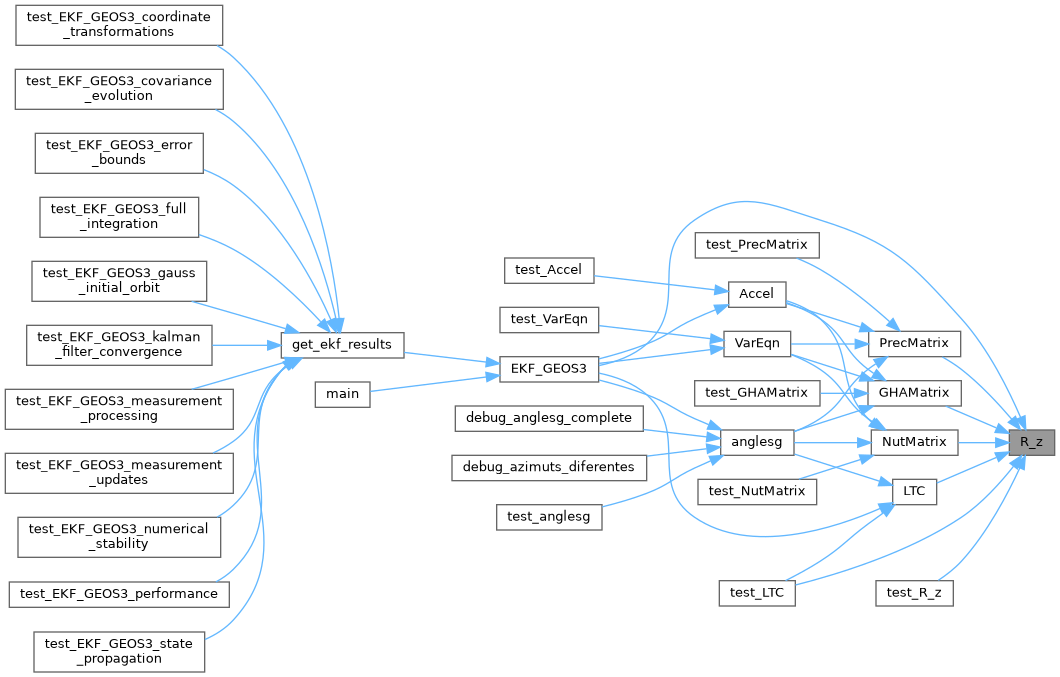 test_EKF_GEOS3_coordinate
_transformations
test_EKF_GEOS3_covariance
_evolution
test_EKF_GEOS3_error
_bounds
test_EKF_GEOS3_full
_integration
test_EKF_GEOS3_gauss
_initial_orbit
test_EKF_GEOS3_kalman
_filter_convergence
test_EKF_GEOS3_measurement
_processing
test_EKF_GEOS3_measurement
_updates
test_EKF_GEOS3_numerical
_stability
test_EKF_GEOS3_performance
test_EKF_GEOS3_state
_propagation
get_ekf_results
main
EKF_GEOS3
test_Accel
test_VarEqn
debug_anglesg_complete
debug_azimuts_diferentes
test_anglesg
test_PrecMatrix
Accel
VarEqn
test_GHAMatrix
anglesg
test_NutMatrix
test_LTC
PrecMatrix
GHAMatrix
NutMatrix
LTC
test_R_z
R_z